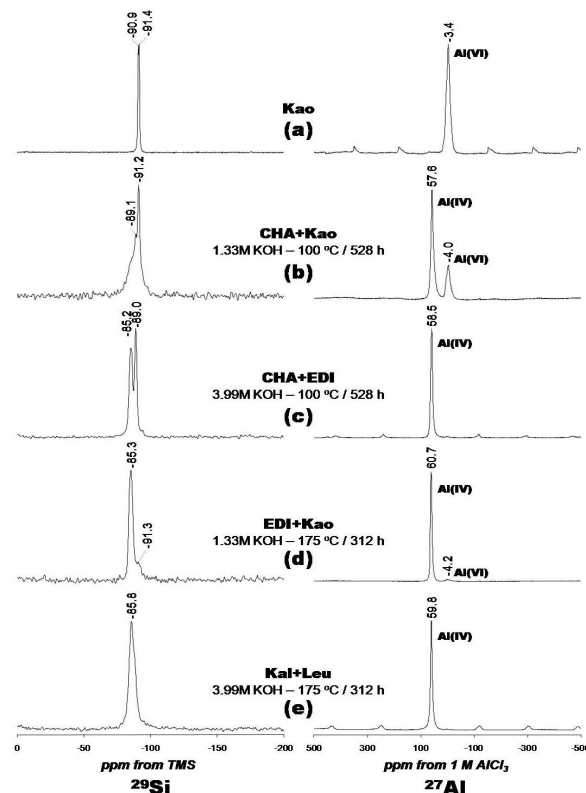 -90.9
-91.4
-3.4
Al(VI)
Kao
(a)
-91.2
-89.1
57.6
Al(IV)
-4.0
Al(VI)
CHA+Kao
1.33M KOH – 100 ºC / 528 h
(b)
-85.2
-89.0
58.5
Al(IV)
CHA+EDI
3.99M KOH – 100 ºC / 528 h
(c)
-85.3
-91.3
60.7
Al(IV)
-4.2
Al(VI)
EDI+Kao
1.33M KOH – 175 ºC / 312 h
(d)
-85.8
59.8
Al(IV)
Kal+Leu
3.99M KOH – 175 ºC / 312 h
(e)
0 -50 -100 -150 -200
500 300 100 -100 -300 -500
ppm from TMS
ppm from 1 M AlCl₃
²⁹Si
²⁷Al